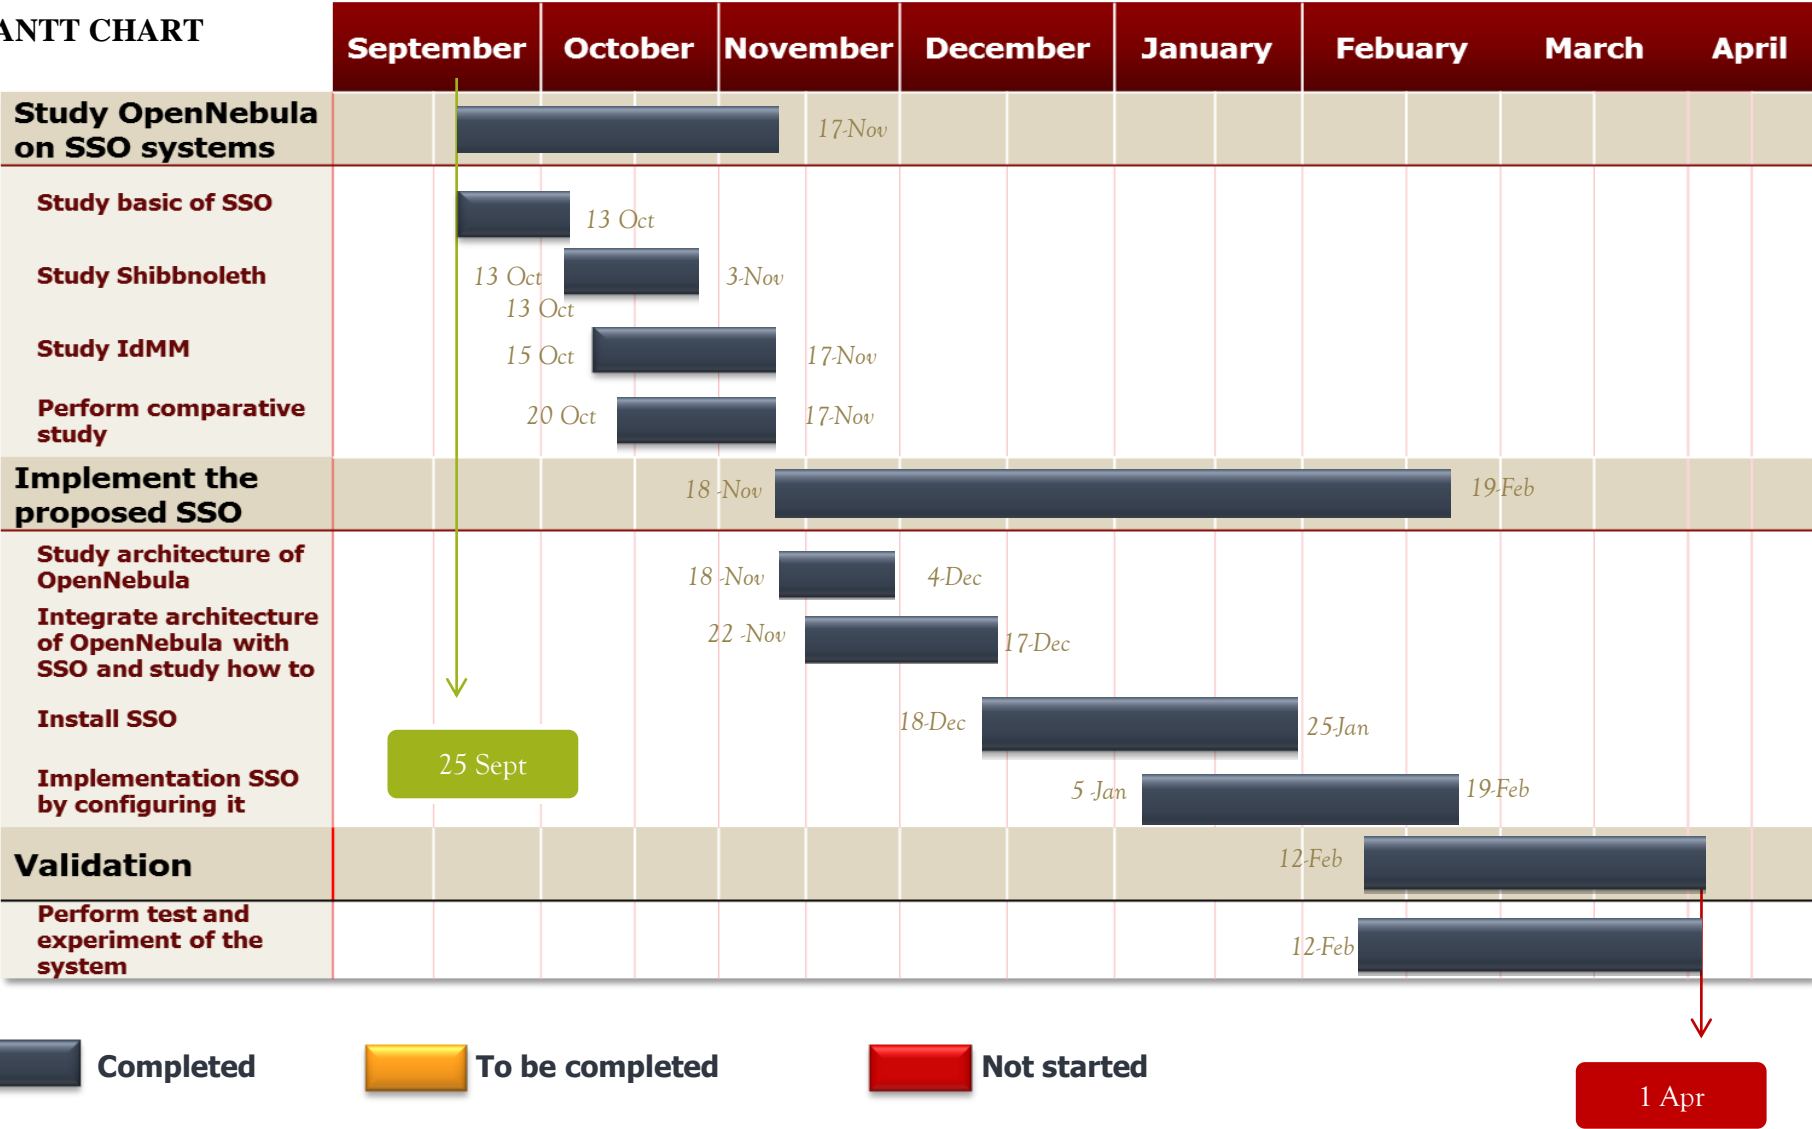 ANTT CHART
September October November December January Febuary March April
Study OpenNebula
on SSO systems
17-Nov
Study basic of SSO
13 Oct
Study Shibbnoleth
13 Oct
3-Nov
13 Oct
Study IdMM
15 Oct
17-Nov
Perform comparative
study
20 Oct
17-Nov
Implement the
proposed SSO
18 -Nov
19-Feb
Study architecture of
OpenNebula
18 -Nov
4-Dec
Integrate architecture
of OpenNebula with
SSO and study how to
22 -Nov
17-Dec
Install SSO
18-Dec
25-Jan
25 Sept
Implementation SSO
by configuring it
5 -Jan
19-Feb
Validation
12-Feb
Perform test and
experiment of the
system
12-Feb
Completed
To be completed
Not started
1 Apr